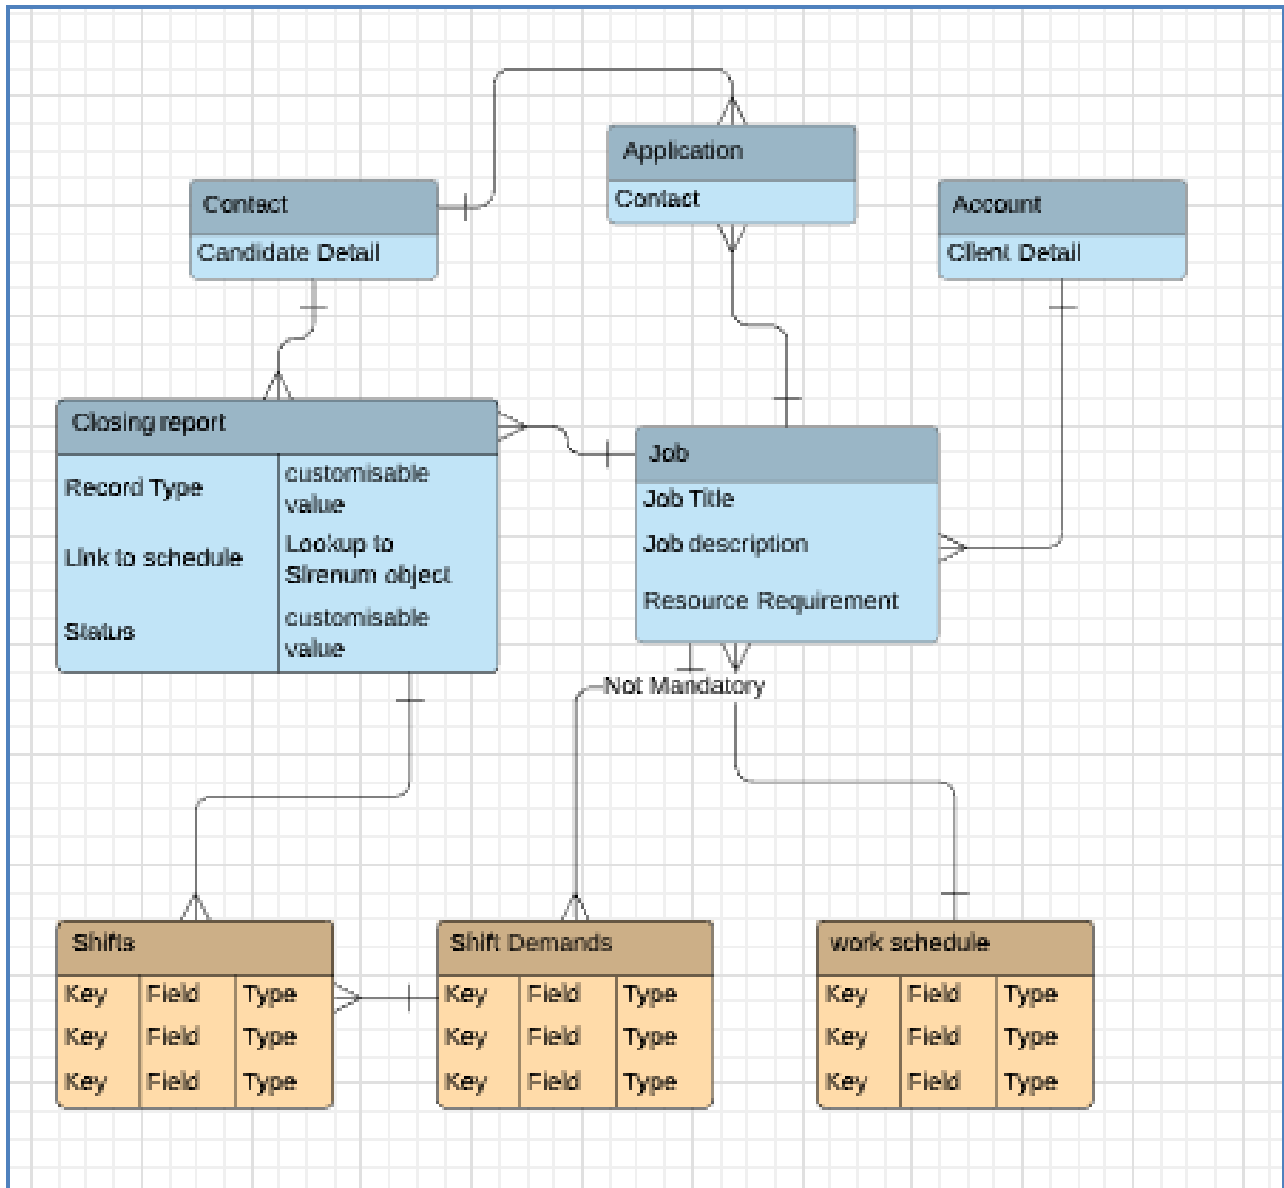 Application
Contact
Contact
Candidate Detail
Account
Client Detail
Closing report
Record Type
customisable
value
Link to schedule
Lookup to
Sirenum object
Status
customisable
value
Job
Job Title
Job description
Resource Requirement
Not Mandatory
Shifts
Key Field Type
Key Field Type
Key Field Type
Shift Demands
Key Field Type
Key Field Type
Key Field Type
work schedule
Key Field Type
Key Field Type
Key Field Type